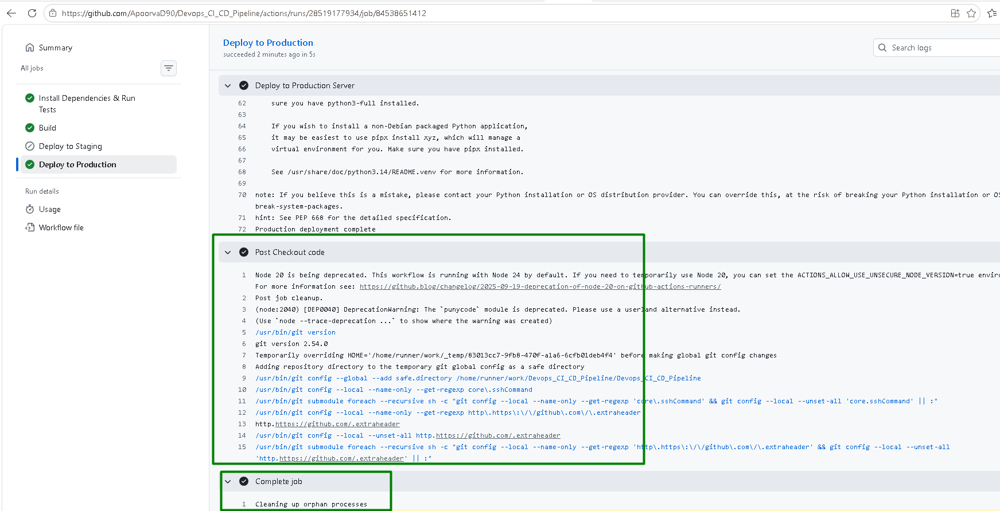 https://github.com/ApoorvaD90/Devops_CI_CD_Pipeline/actions/runs/28519177934/job/84538651412
Summary
All jobs
Install Dependencies & Run
Tests
Build
Deploy to Staging
Deploy to Production
Run details
Usage
Workflow file
Deploy to Production
succeeded 2 minutes ago in 5s
Search logs
Deploy to Production Server
62 sure you have python3-full installed.
63
64 If you wish to install a non-Debian packaged Python application,
65 it may be easiest to use pipx install xyz, which will manage a
66 virtual environment for you. Make sure you have pipx installed.
67
68 See /usr/share/doc/python3.14/README.venv for more information.
69
70 note: If you believe this is a mistake, please contact your Python installation or OS distribution provider. You can override this, at the risk of breaking your Python installation or OS
break-system-packages.
71 hint: See PEP 668 for the detailed specification.
72 Production deployment complete
Post Checkout code
1 Node 20 is being deprecated. This workflow is running with Node 24 by default. If you need to temporarily use Node 20, you can set the ACTIONS_ALLOW_USE_UNSECURE_NODE_VERSION=true enviro
For more information see: https://github.blog/changelog/2025-09-19-deprecation-of-node-20-on-github-actions-runners/
2 Post job cleanup.
3 (node:2040) [DEP0040] DeprecationWarning: The `punycode` module is deprecated. Please use a userland alternative instead.
4 (Use `node --trace-deprecation ...` to show where the warning was created)
5 /usr/bin/git version
6 git version 2.54.0
7 Temporarily overriding HOME='/home/runner/work/_temp/83013cc7-9fb8-470f-a1a6-6cfb01deb4f4' before making global git config changes
8 Adding repository directory to the temporary git global config as a safe directory
9 /usr/bin/git config --global --add safe.directory /home/runner/work/Devops_CI_CD_Pipeline/Devops_CI_CD_Pipeline
10 /usr/bin/git config --local --name-only --get-regexp core\.sshCommand
11 /usr/bin/git submodule foreach --recursive sh -c "git config --local --name-only --get-regexp 'core\.sshCommand' && git config --local --unset-all 'core.sshCommand' || :"
12 /usr/bin/git config --local --name-only --get-regexp http\.https\:\/\/github\.com\/\.extraheader
13 http.https://github.com/.extraheader
14 /usr/bin/git config --local --unset-all http.https://github.com/.extraheader
15 /usr/bin/git submodule foreach --recursive sh -c "git config --local --name-only --get-regexp 'http\.https\:\/\/github\.com\/\.extraheader' && git config --local --unset-all
'http.https://github.com/.extraheader' || :"
Complete job
1 Cleaning up orphan processes